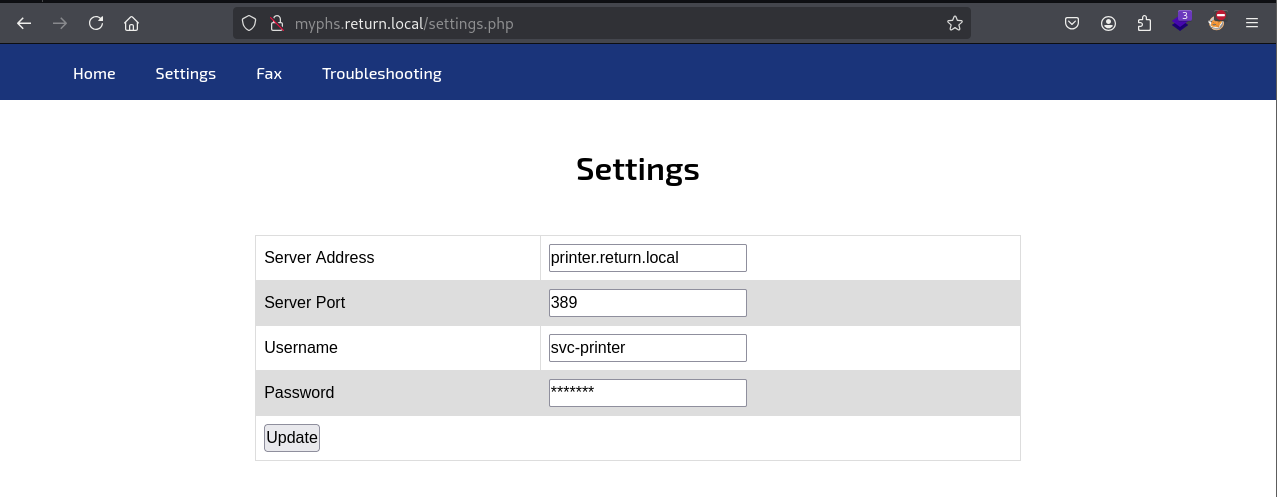 myphs.return.local/settings.php
3
Home Settings Fax Troubleshooting
Settings
Server Address printer.return.local
Server Port 389
Username svc-printer
Password *******
Update